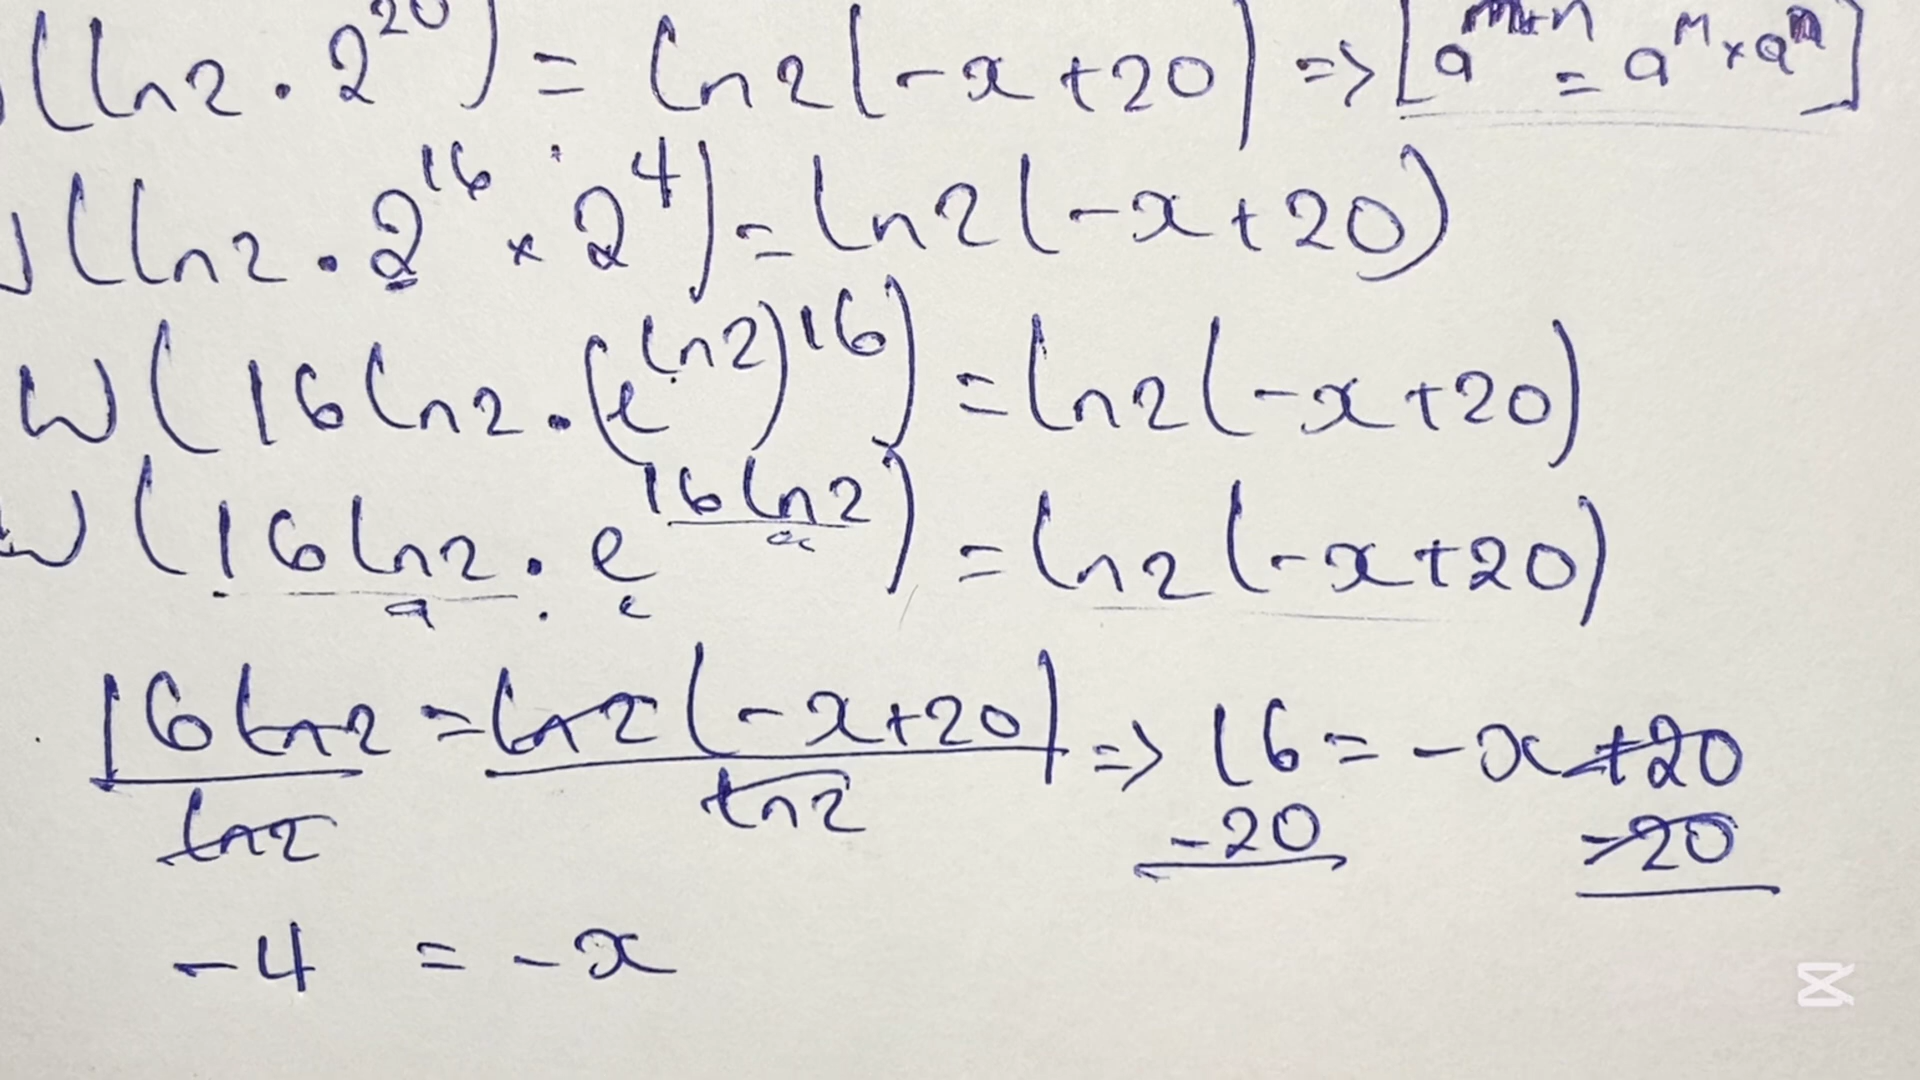 (ln2 · 2^20) = ln2(-x+20) => [a^m+n = a^m × a^n]
W(ln2 · 2^16 × 2^4) = ln2(-x+20)
W(16ln2 · (e^ln2)^16) = ln2(-x+20)
W(16ln2 · e^16ln2) = ln2(-x+20)
a e a
16ln2/ln2 = ln2(-x+20)/ln2 => 16 = -x+20
-20 -20
-4 = -x